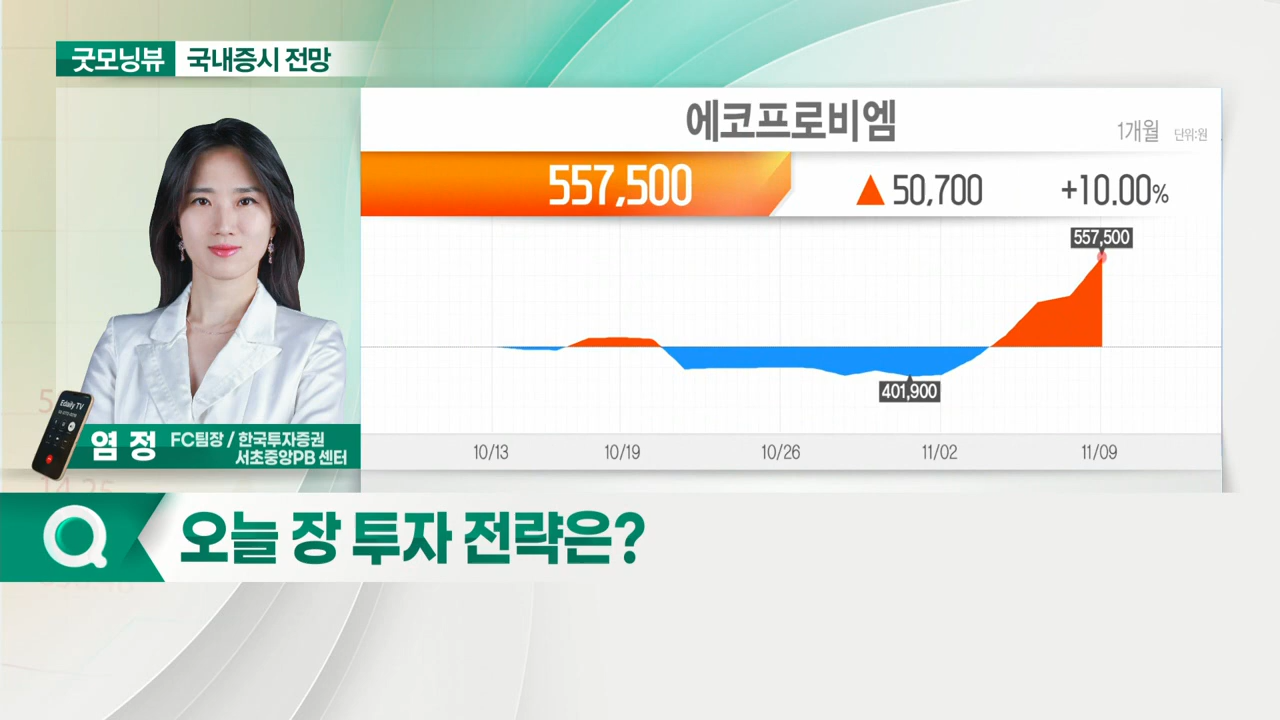 굿모닝뷰 국내증시 전망
에코프로비엠
1개월 단위:원
557,500 ▲ 50,700 +10.00%
557,500
401,900
10/13 10/19 10/26 11/02 11/09
Edaily TV
염 정 FC팀장 / 한국투자증권
서초중앙PB 센터
오늘 장 투자 전략은?